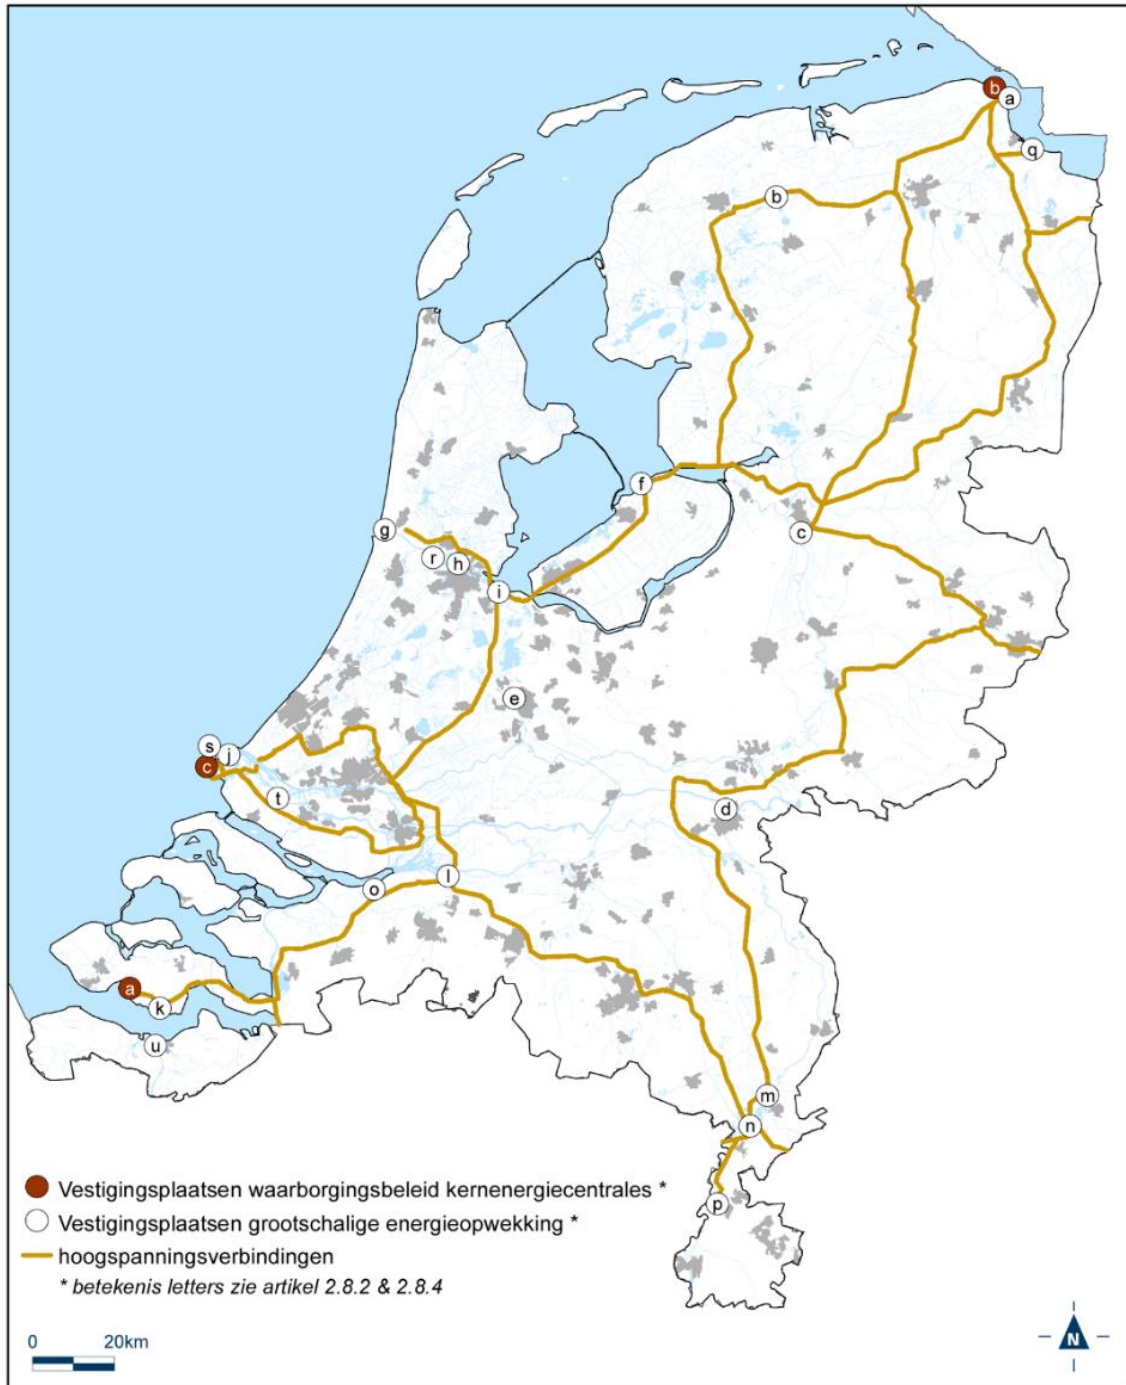 b
a
q
b
f
g
c
r
h
i
e
s
j
c
t
d
l
o
a
k
u
m
n
p
Vestigingsplaatsen waarborgingsbeleid kernenergiecentrales *
Vestigingsplaatsen grootschalige energieopwekking *
hoogspanningsverbindingen
* betekenis letters zie artikel 2.8.2 & 2.8.4
0 20km
N